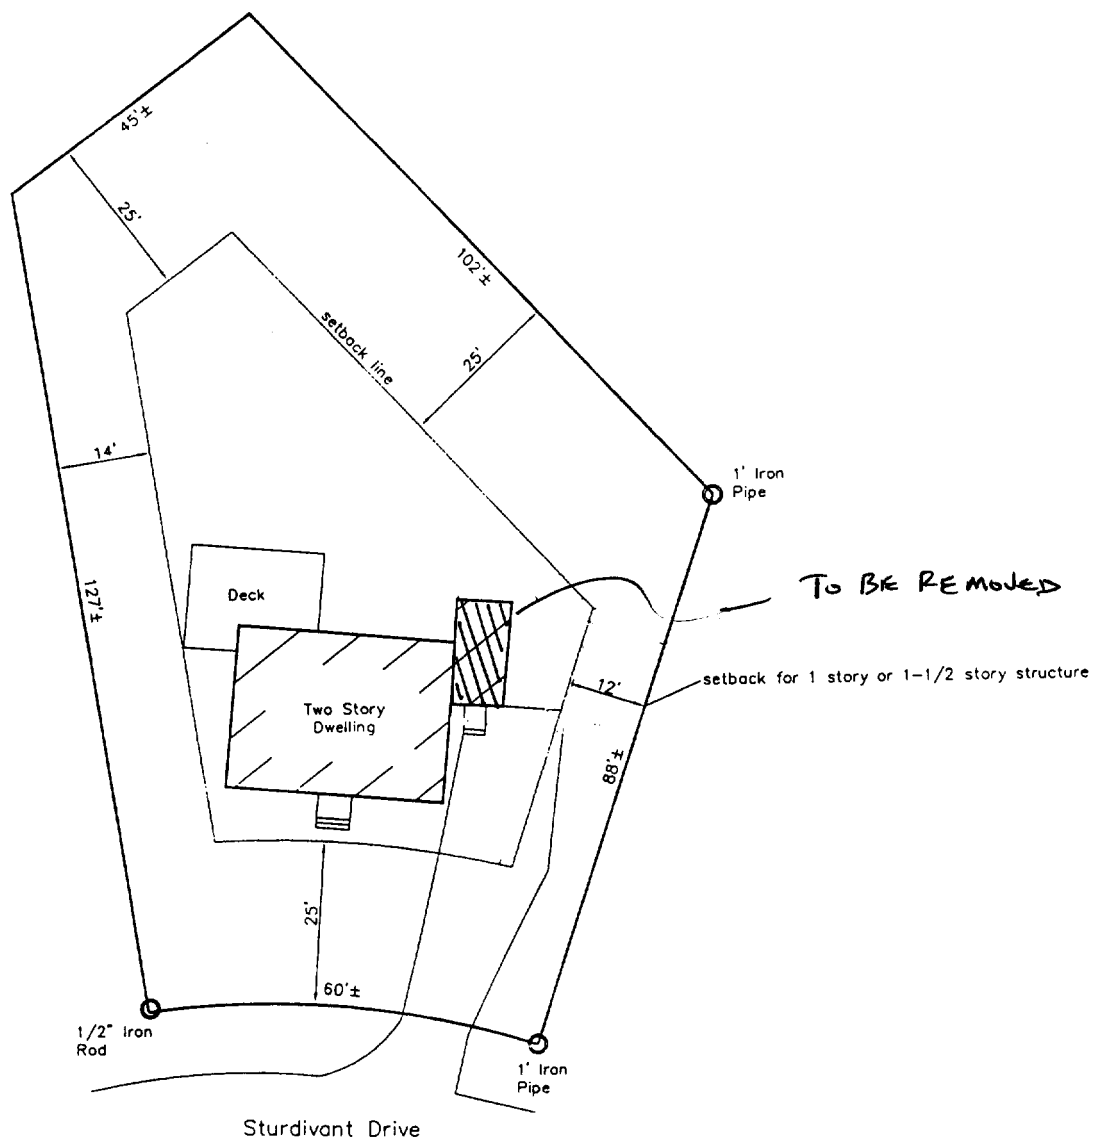 45'±
25'
102'±
setback line
25'
14'
1' Iron
Pipe
127'±
Deck
TO BE REMOVED
12'
setback for 1 story or 1-1/2 story structure
Two Story
Dwelling
88'±
25'
60'±
1/2" Iron
Rod
1' Iron
Pipe
Sturdivant Drive